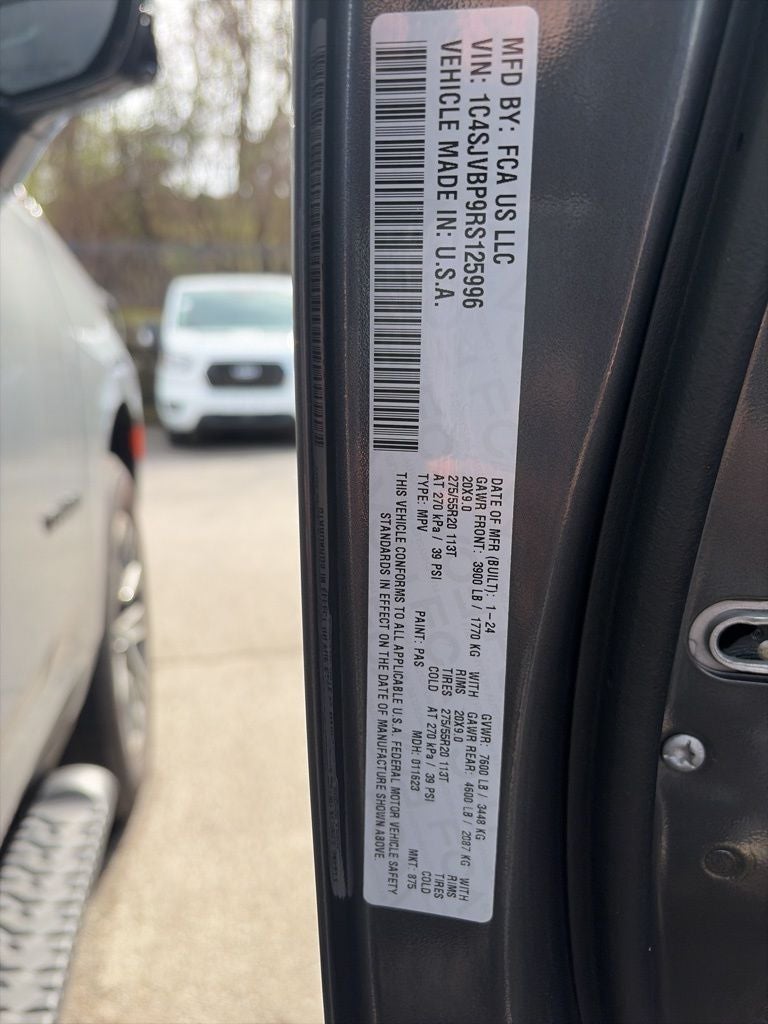 MFD BY: FCA US LLC
VIN: 1C4SJVBP9RS125996
VEHICLE MADE IN: U.S.A.
DATE OF MFR (BUILT): 1-24 GVWR: 7600 LB / 3448 KG
GAWR FRONT: 3900 LB / 1770 KG WITH GAWR REAR: 4600 LB / 2087 KG WITH
20X9.0 RIMS 20X9.0 RIMS
275/55R20 113T TIRES 275/55R20 113T TIRES
AT 270 kPa / 39 PSI COLD AT 270 kPa / 39 PSI COLD
TYPE: MPV PAINT: PAS MDH: 011623 MKT: 875
THIS VEHICLE CONFORMS TO ALL APPLICABLE U.S.A. FEDERAL MOTOR VEHICLE SAFETY
STANDARDS IN EFFECT ON THE DATE OF MANUFACTURE SHOWN ABOVE.